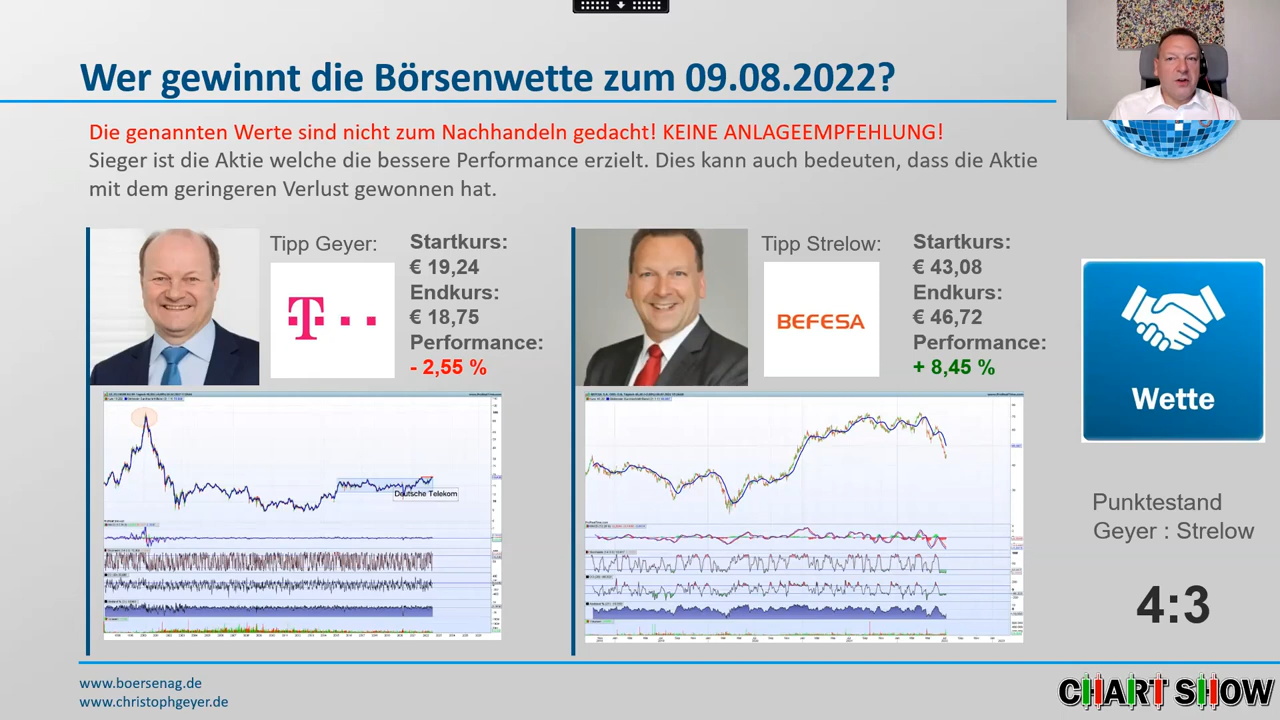 Wer gewinnt die Börsenwette zum 09.08.2022?
Die genannten Werte sind nicht zum Nachhandeln gedacht! KEINE ANLAGEEMPFEHLUNG!
Sieger ist die Aktie welche die bessere Performance erzielt. Dies kann auch bedeuten, dass die Aktie
mit dem geringeren Verlust gewonnen hat.
Tipp Geyer:
Startkurs:
€ 19,24
Endkurs:
€ 18,75
Performance:
- 2,55 %
Deutsche Telekom
Tipp Strelow:
BEFESA
Startkurs:
€ 43,08
Endkurs:
€ 46,72
Performance:
+ 8,45 %
Wette
Punktestand
Geyer : Strelow
4:3
www.boersenag.de
www.christophgeyer.de
CHART SHOW